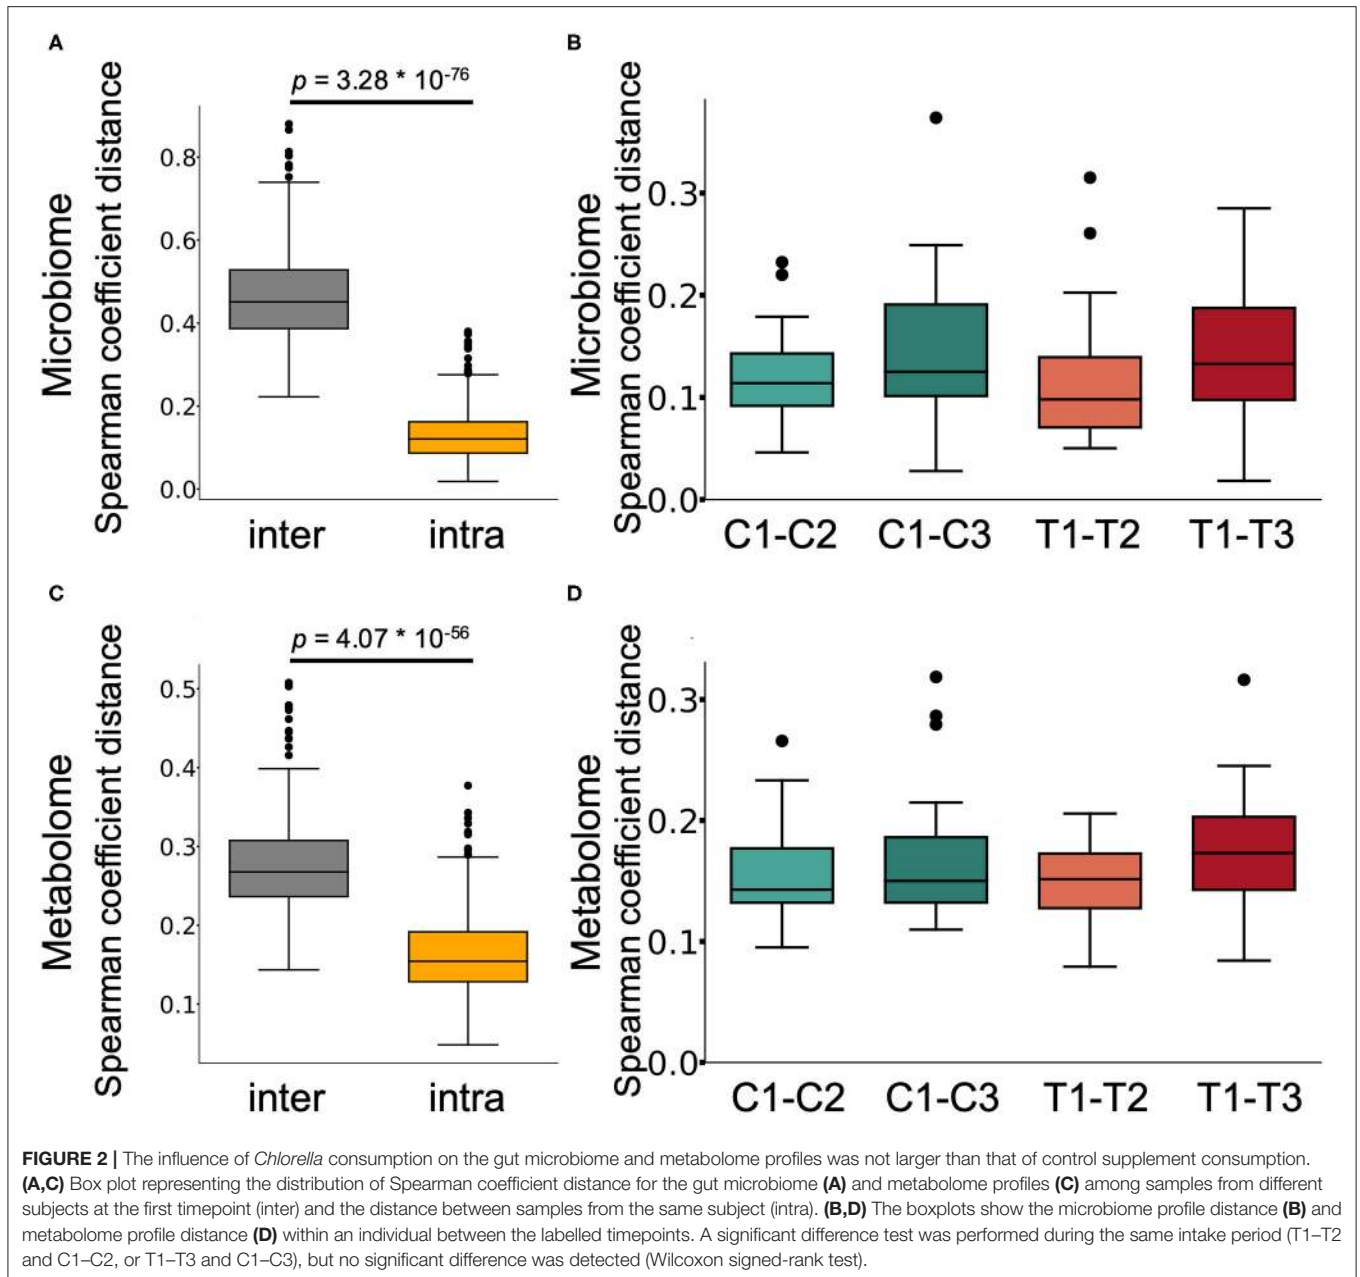 A
p = 3.28 * 10-76
Microbiome
Spearman coefficient distance
0.8
0.6
0.4
0.2
0.0
inter
intra
B
Microbiome
Spearman coefficient distance
0.3
0.2
0.1
0.0
C1-C2
C1-C3
T1-T2
T1-T3
C
p = 4.07 * 10-56
Metabolome
Spearman coefficient distance
0.5
0.4
0.3
0.2
0.1
inter
intra
D
Metabolome
Spearman coefficient distance
0.3
0.2
0.1
0.0
C1-C2
C1-C3
T1-T2
T1-T3
FIGURE 2 | The influence of Chlorella consumption on the gut microbiome and metabolome profiles was not larger than that of control supplement consumption.
(A,C) Box plot representing the distribution of Spearman coefficient distance for the gut microbiome (A) and metabolome profiles (C) among samples from different
subjects at the first timepoint (inter) and the distance between samples from the same subject (intra). (B,D) The boxplots show the microbiome profile distance (B) and
metabolome profile distance (D) within an individual between the labelled timepoints. A significant difference test was performed during the same intake period (T1–T2
and C1–C2, or T1–T3 and C1–C3), but no significant difference was detected (Wilcoxon signed-rank test).